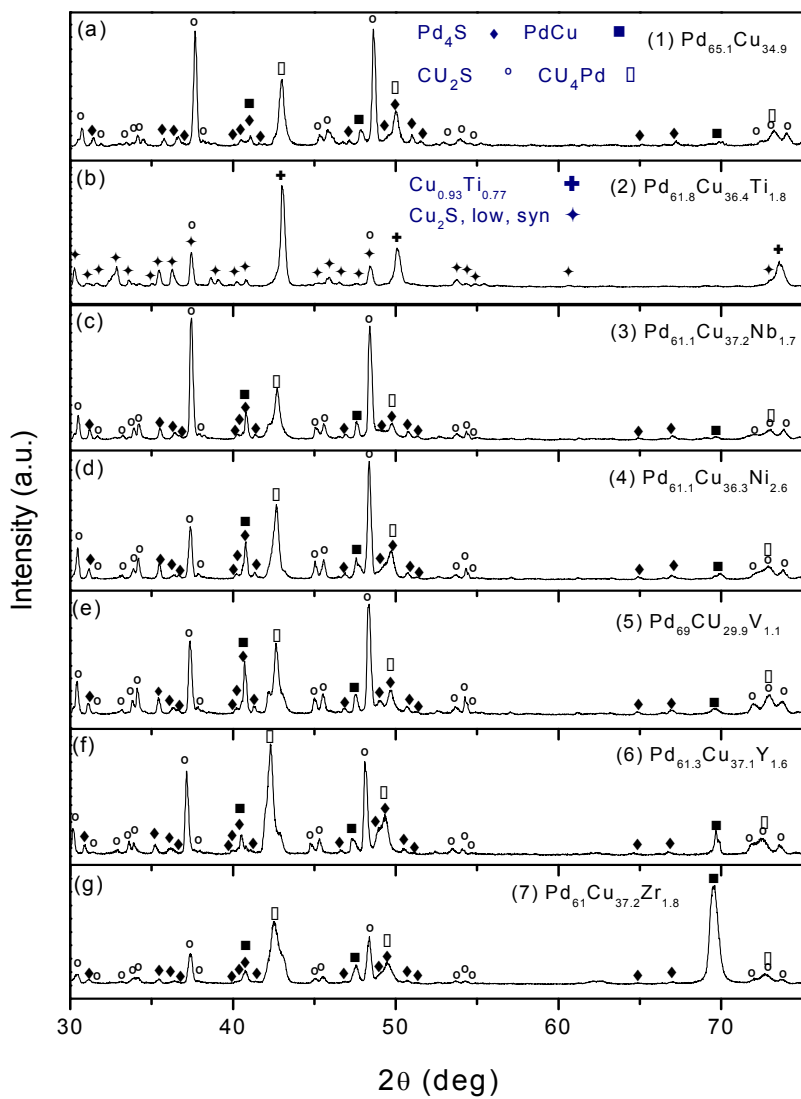 (a) Pd₄S ♦ PdCu ■ (1) Pd₆₅.₁Cu₃₄.₉
CU₂S o CU₄Pd ▯
(b) Cu₀.₉₃Ti₀.₇₇ ✚ (2) Pd₆₁.₈Cu₃₆.₄Ti₁.₈
Cu₂S, low, syn ✦
(c) (3) Pd₆₁.₁Cu₃₇.₂Nb₁.₇
(d) (4) Pd₆₁.₁Cu₃₆.₃Ni₂.₆
(e) (5) Pd₆₉CU₂₉.₉V₁.₁
(f) (6) Pd₆₁.₃Cu₃₇.₁Y₁.₆
(g) (7) Pd₆₁Cu₃₇.₂Zr₁.₈
Intensity (a.u.)
30 40 50 60 70
2θ (deg)